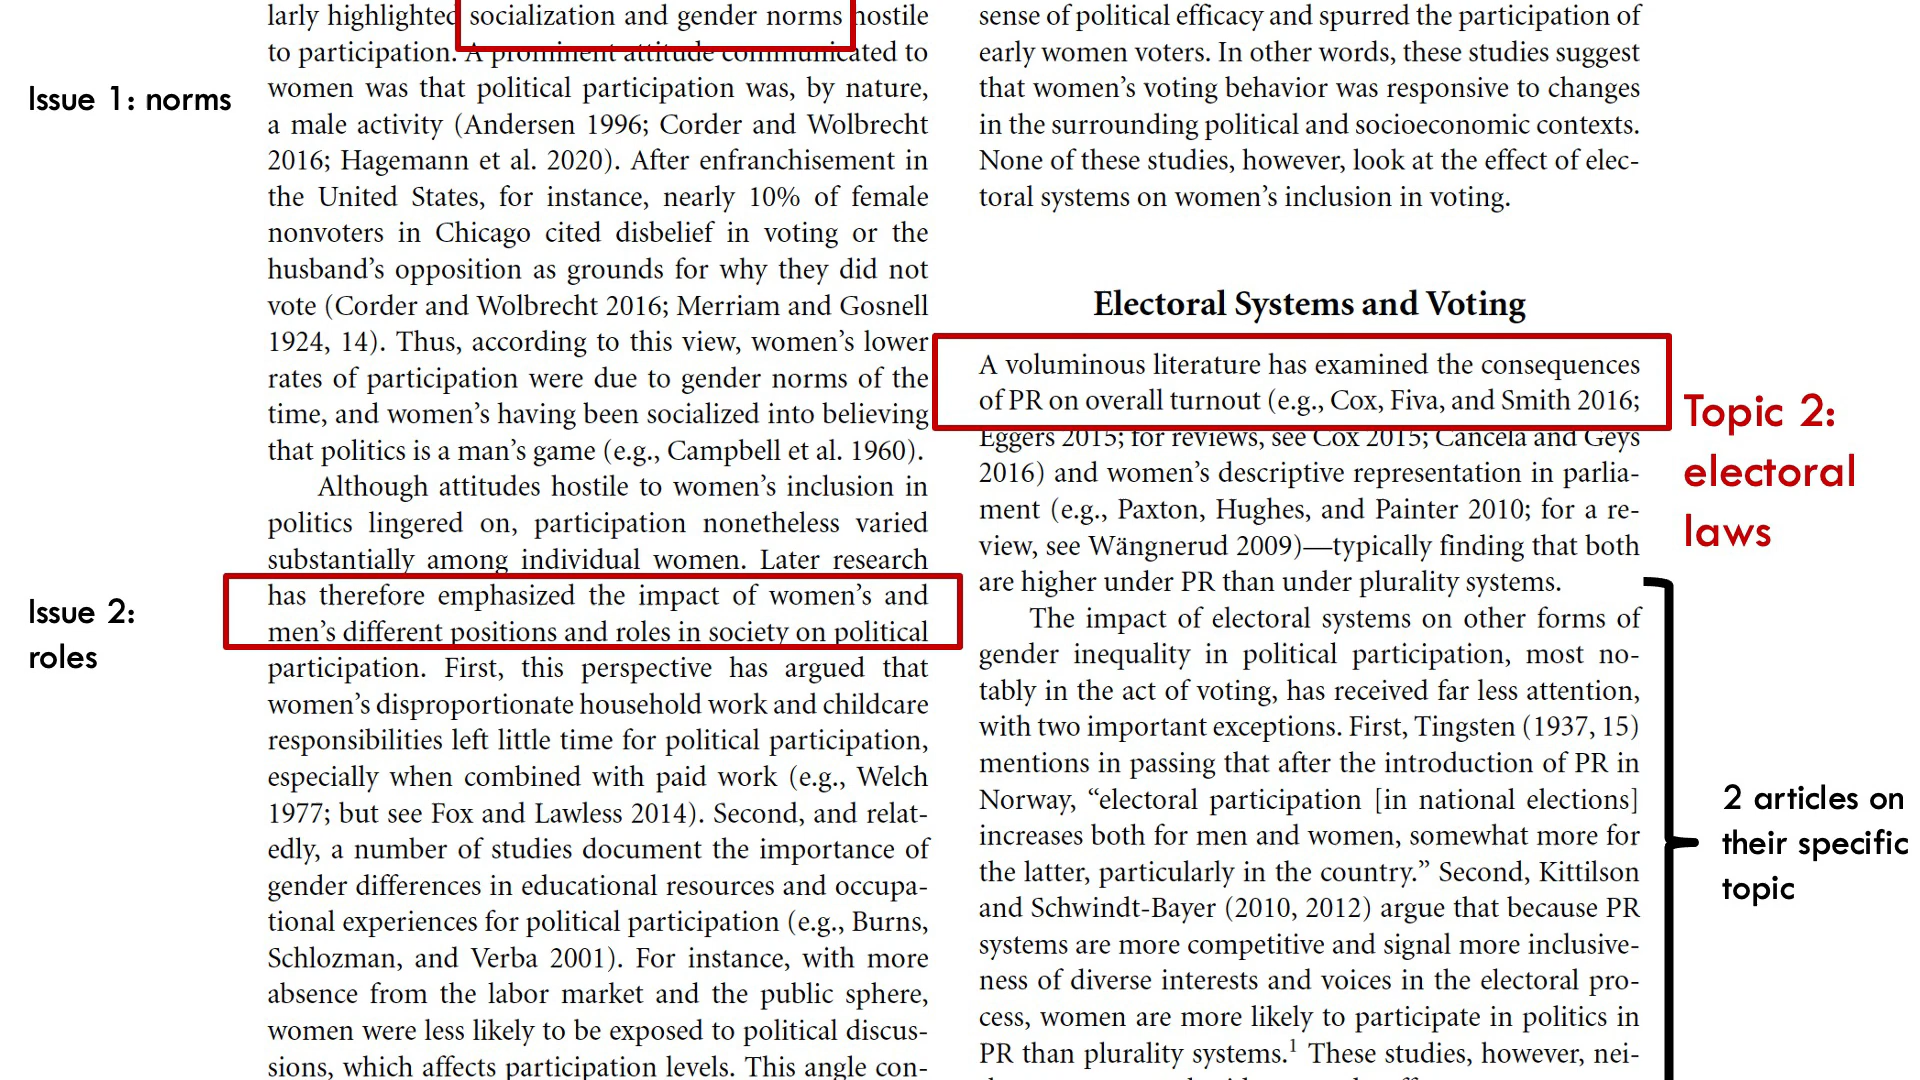 Issue 1: norms
Issue 2:
roles
larly highlighted socialization and gender norms hostile
to participation. A prominent attitude communicated to
women was that political participation was, by nature,
a male activity (Andersen 1996; Corder and Wolbrecht
2016; Hagemann et al. 2020). After enfranchisement in
the United States, for instance, nearly 10% of female
nonvoters in Chicago cited disbelief in voting or the
husband’s opposition as grounds for why they did not
vote (Corder and Wolbrecht 2016; Merriam and Gosnell
1924, 14). Thus, according to this view, women’s lower
rates of participation were due to gender norms of the
time, and women’s having been socialized into believing
that politics is a man’s game (e.g., Campbell et al. 1960).
Although attitudes hostile to women’s inclusion in
politics lingered on, participation nonetheless varied
substantially among individual women. Later research
has therefore emphasized the impact of women’s and
men’s different positions and roles in society on political
participation. First, this perspective has argued that
women’s disproportionate household work and childcare
responsibilities left little time for political participation,
especially when combined with paid work (e.g., Welch
1977; but see Fox and Lawless 2014). Second, and relat-
edly, a number of studies document the importance of
gender differences in educational resources and occupa-
tional experiences for political participation (e.g., Burns,
Schlozman, and Verba 2001). For instance, with more
absence from the labor market and the public sphere,
women were less likely to be exposed to political discus-
sions, which affects participation levels. This angle con-
sense of political efficacy and spurred the participation of
early women voters. In other words, these studies suggest
that women’s voting behavior was responsive to changes
in the surrounding political and socioeconomic contexts.
None of these studies, however, look at the effect of elec-
toral systems on women’s inclusion in voting.
Electoral Systems and Voting
A voluminous literature has examined the consequences
of PR on overall turnout (e.g., Cox, Fiva, and Smith 2016;
Eggers 2015; for reviews, see Cox 2015; Cancela and Geys
2016) and women’s descriptive representation in parlia-
ment (e.g., Paxton, Hughes, and Painter 2010; for a re-
view, see Wängnerud 2009)—typically finding that both
are higher under PR than under plurality systems.
The impact of electoral systems on other forms of
gender inequality in political participation, most no-
tably in the act of voting, has received far less attention,
with two important exceptions. First, Tingsten (1937, 15)
mentions in passing that after the introduction of PR in
Norway, “electoral participation [in national elections]
increases both for men and women, somewhat more for
the latter, particularly in the country.” Second, Kittilson
and Schwindt-Bayer (2010, 2012) argue that because PR
systems are more competitive and signal more inclusive-
ness of diverse interests and voices in the electoral pro-
cess, women are more likely to participate in politics in
PR than plurality systems.1 These studies, however, nei-
Topic 2:
electoral
laws
2 articles on
their specific
topic